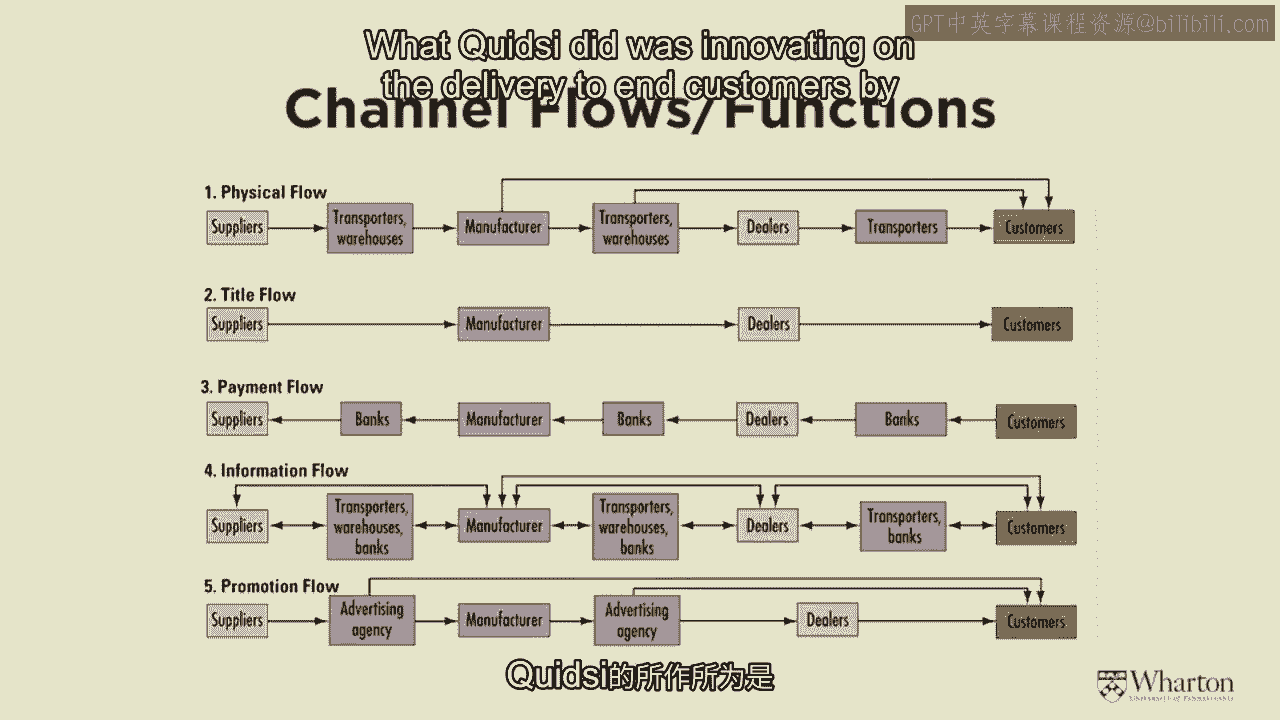 GPT中英字幕课程资源@bilibili.com
What Quidsi did was innovating on
the delivery to end customers by
Channel Flows/Functions
1. Physical Flow
Suppliers
Transporters,
warehouses
Manufacturer
Transporters,
warehouses
Dealers
Transporters
Customers
2. Title Flow
Suppliers
Manufacturer
Dealers
Customers
3. Payment Flow
Suppliers
Banks
Manufacturer
Banks
Dealers
Banks
Customers
4. Information Flow
Suppliers
Transporters,
warehouses,
banks
Manufacturer
Transporters,
warehouses,
banks
Dealers
Transporters,
banks
Customers
5. Promotion Flow
Suppliers
Advertising
agency
Manufacturer
Advertising
agency
Dealers
Customers
Quidsi的所作所为是
Wharton